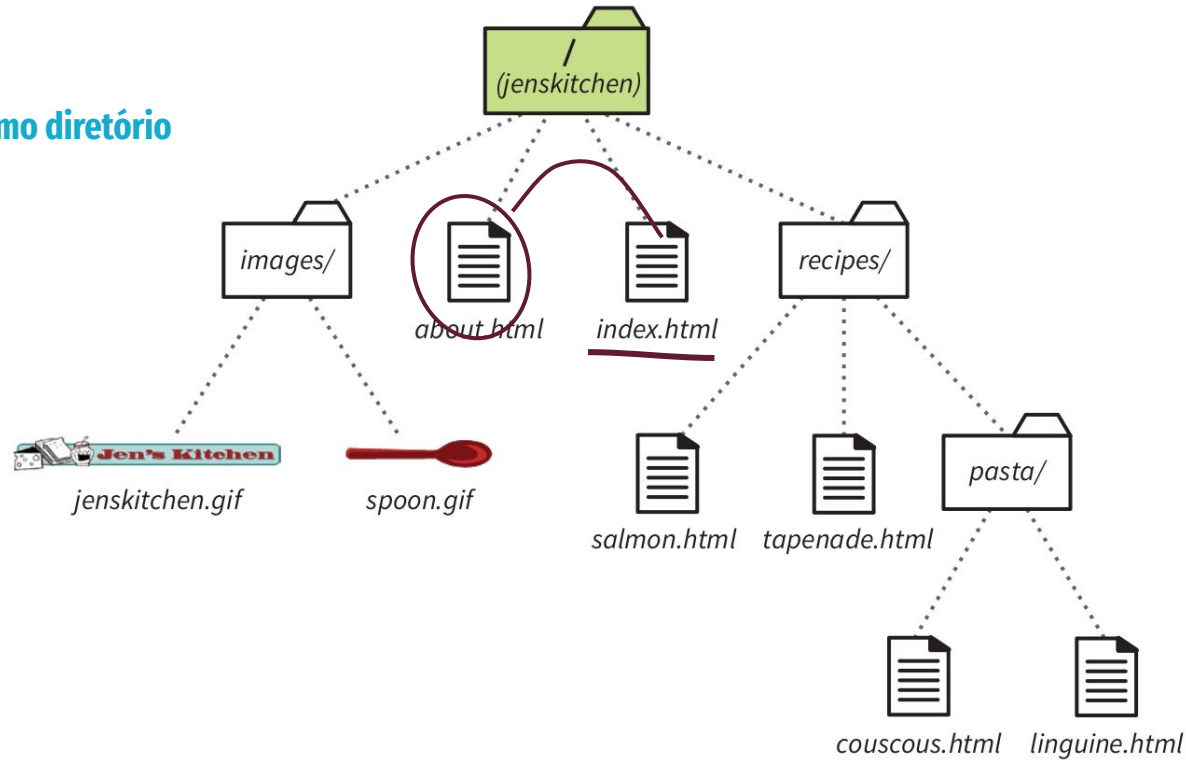 /
(jenskitchen)
mo diretório
images/
recipes/
about.html
index.html
Jen's Kitchen
pasta/
jenskitchen.gif
spoon.gif
salmon.html
tapenade.html
couscous.html
linguine.html